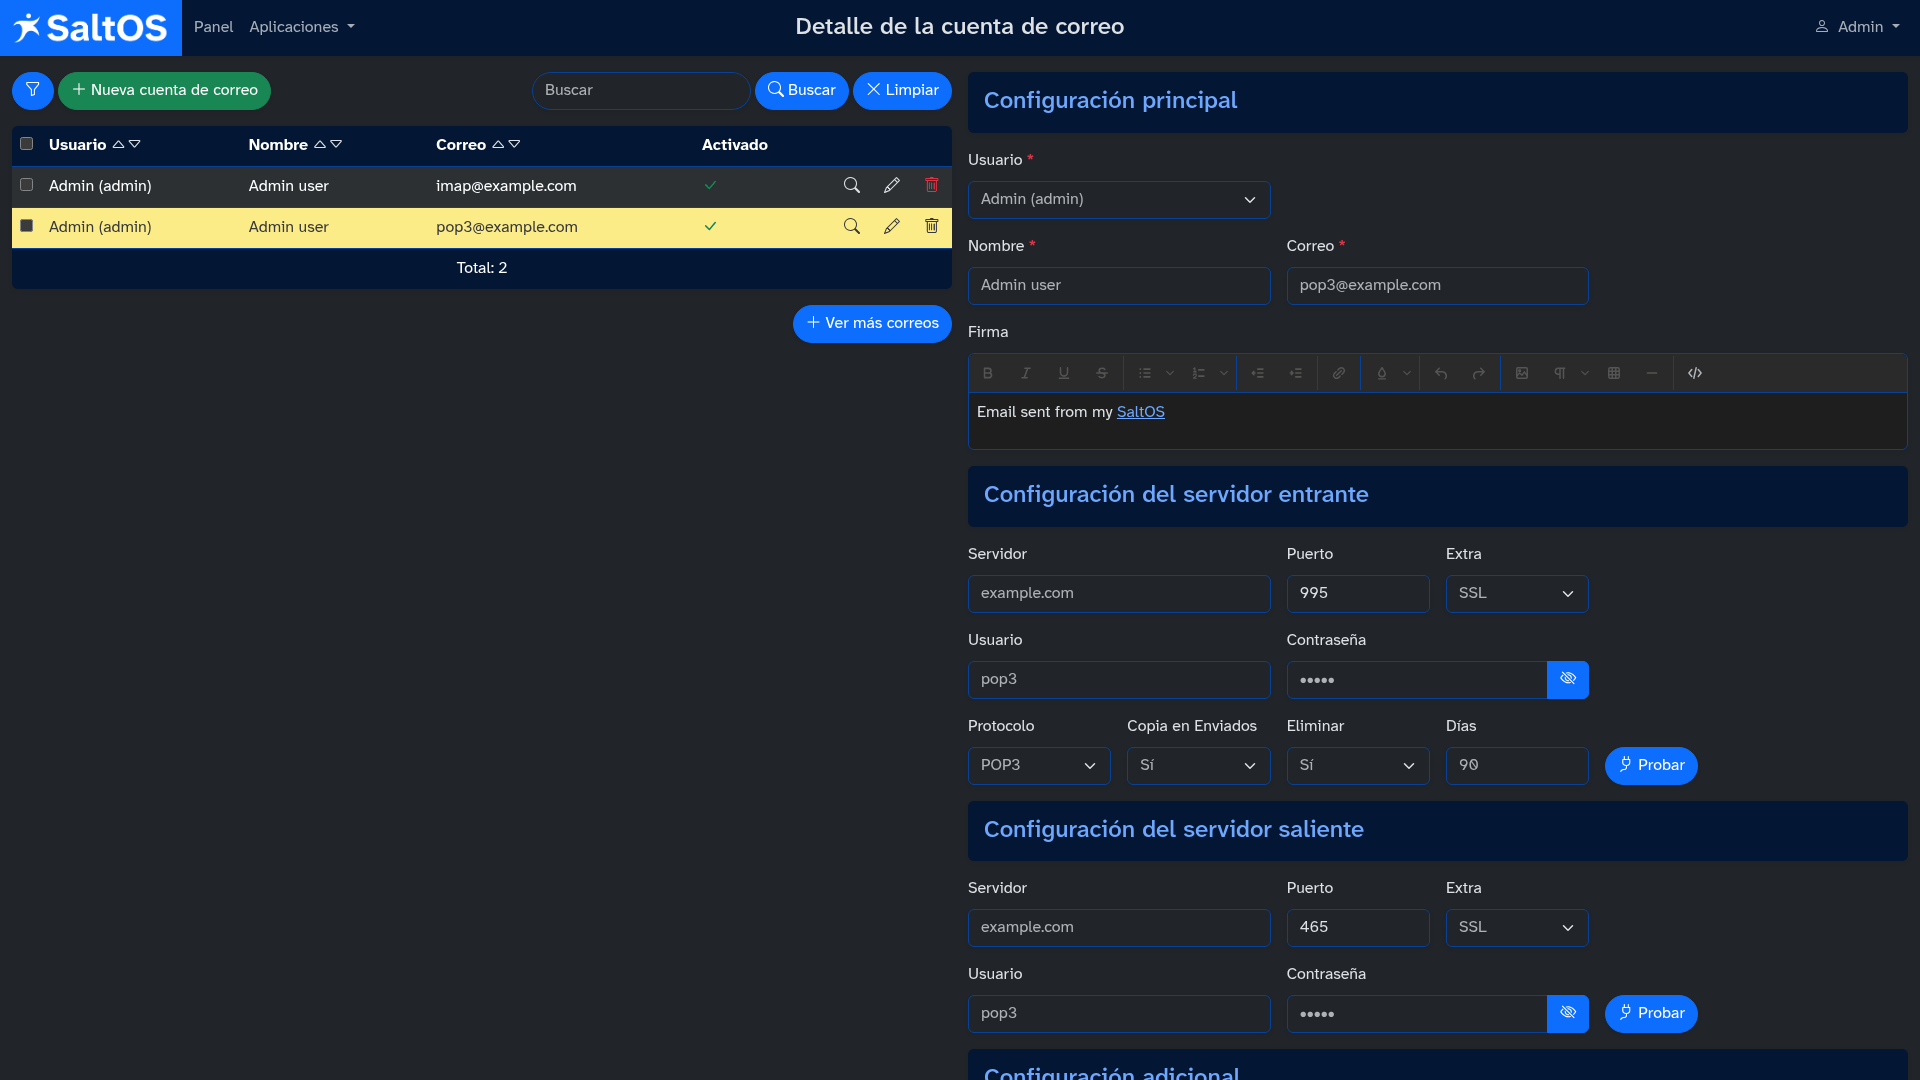 SaltOS
Panel
Aplicaciones
Detalle de la cuenta de correo
Admin
Nueva cuenta de correo
Buscar
Buscar
Limpiar
Usuario
Nombre
Correo
Activado
Admin (admin)
Admin user
imap@example.com
Admin (admin)
Admin user
pop3@example.com
Total: 2
Ver más correos
Configuración principal
Usuario *
Admin (admin)
Nombre *
Correo *
Admin user
pop3@example.com
Firma
Email sent from my SaltOS
Configuración del servidor entrante
Servidor
Puerto
Extra
example.com
995
SSL
Usuario
Contraseña
pop3
•••••
Protocolo
Copia en Enviados
Eliminar
Días
POP3
Sí
Sí
90
Probar
Configuración del servidor saliente
Servidor
Puerto
Extra
example.com
465
SSL
Usuario
Contraseña
pop3
•••••
Probar
Configuración adicional